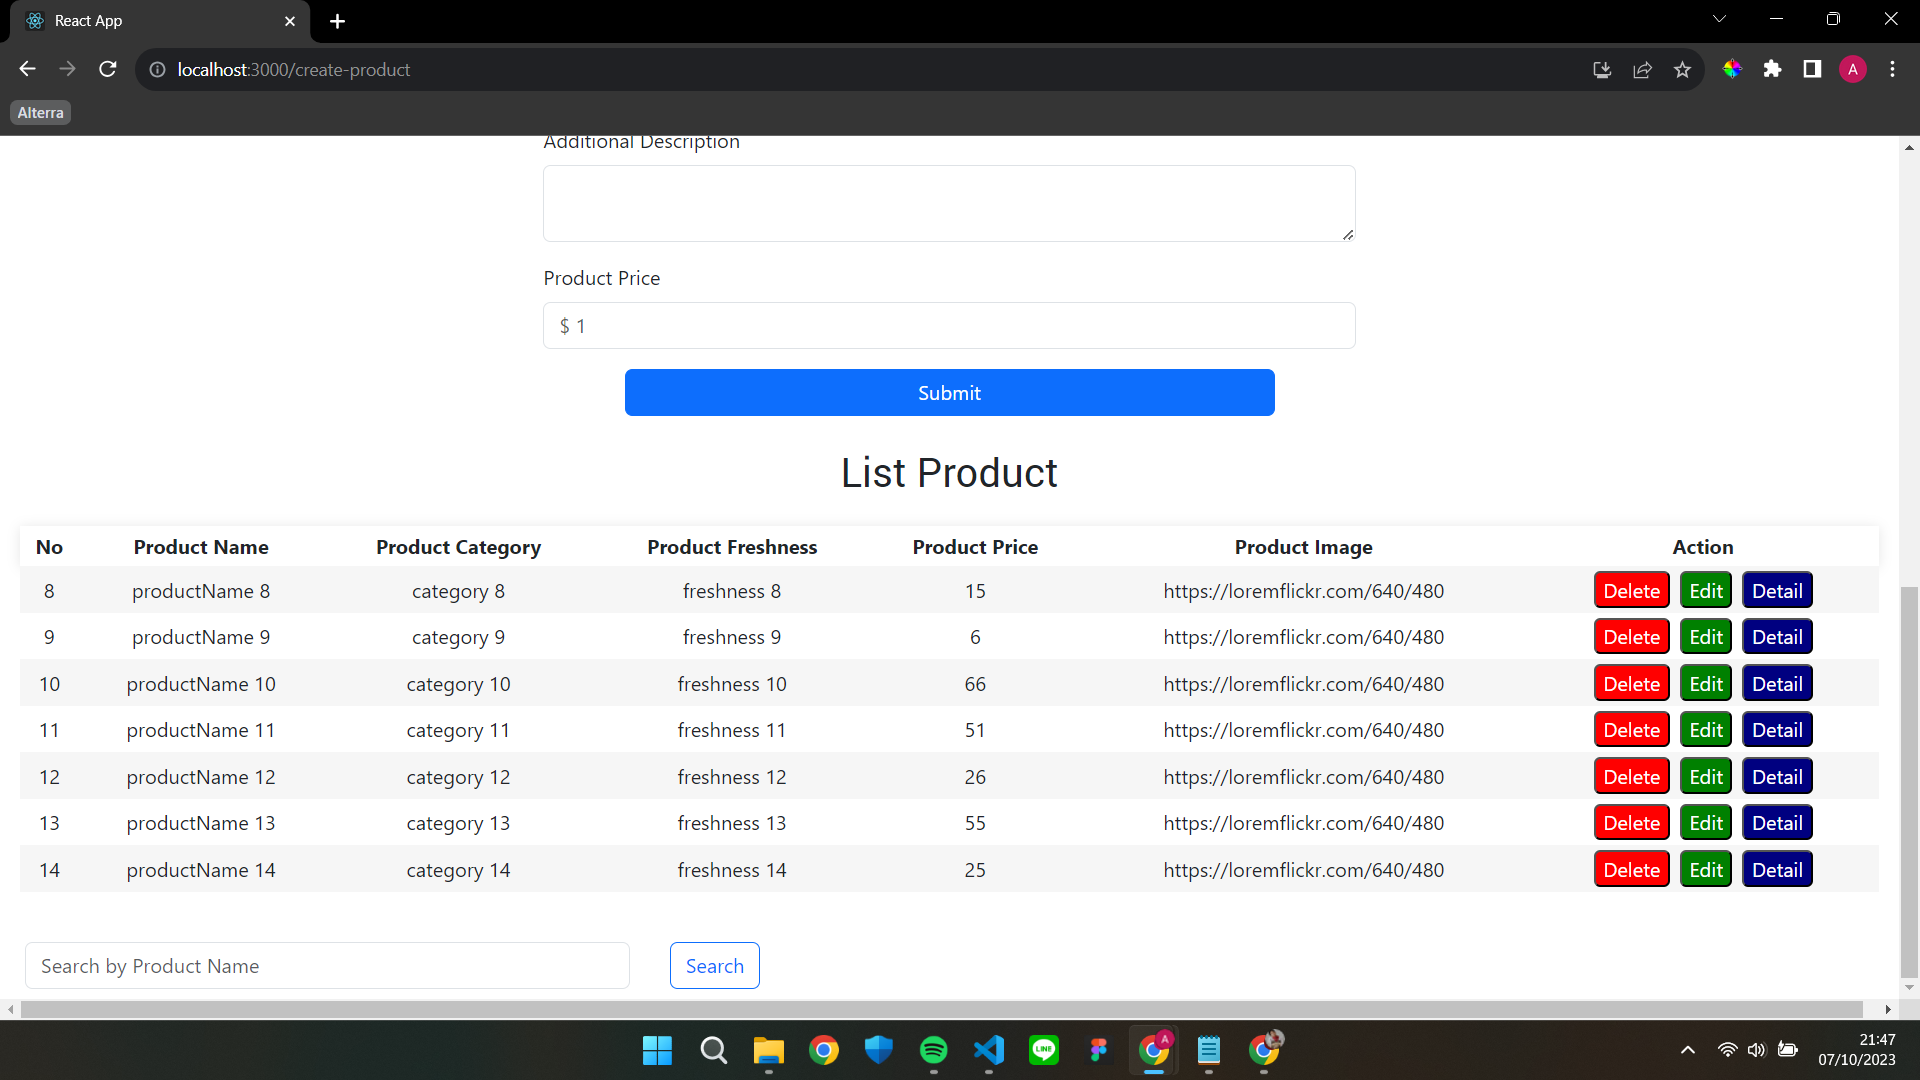 React App
localhost:3000/create-product
A
Alterra
Additional Description
Product Price
$ 1
Submit
List Product
No Product Name Product Category Product Freshness Product Price Product Image Action
8 productName 8 category 8 freshness 8 15 https://loremflickr.com/640/480 Delete Edit Detail
9 productName 9 category 9 freshness 9 6 https://loremflickr.com/640/480 Delete Edit Detail
10 productName 10 category 10 freshness 10 66 https://loremflickr.com/640/480 Delete Edit Detail
11 productName 11 category 11 freshness 11 51 https://loremflickr.com/640/480 Delete Edit Detail
12 productName 12 category 12 freshness 12 26 https://loremflickr.com/640/480 Delete Edit Detail
13 productName 13 category 13 freshness 13 55 https://loremflickr.com/640/480 Delete Edit Detail
14 productName 14 category 14 freshness 14 25 https://loremflickr.com/640/480 Delete Edit Detail
Search by Product Name Search
LINE
A
21:47
07/10/2023